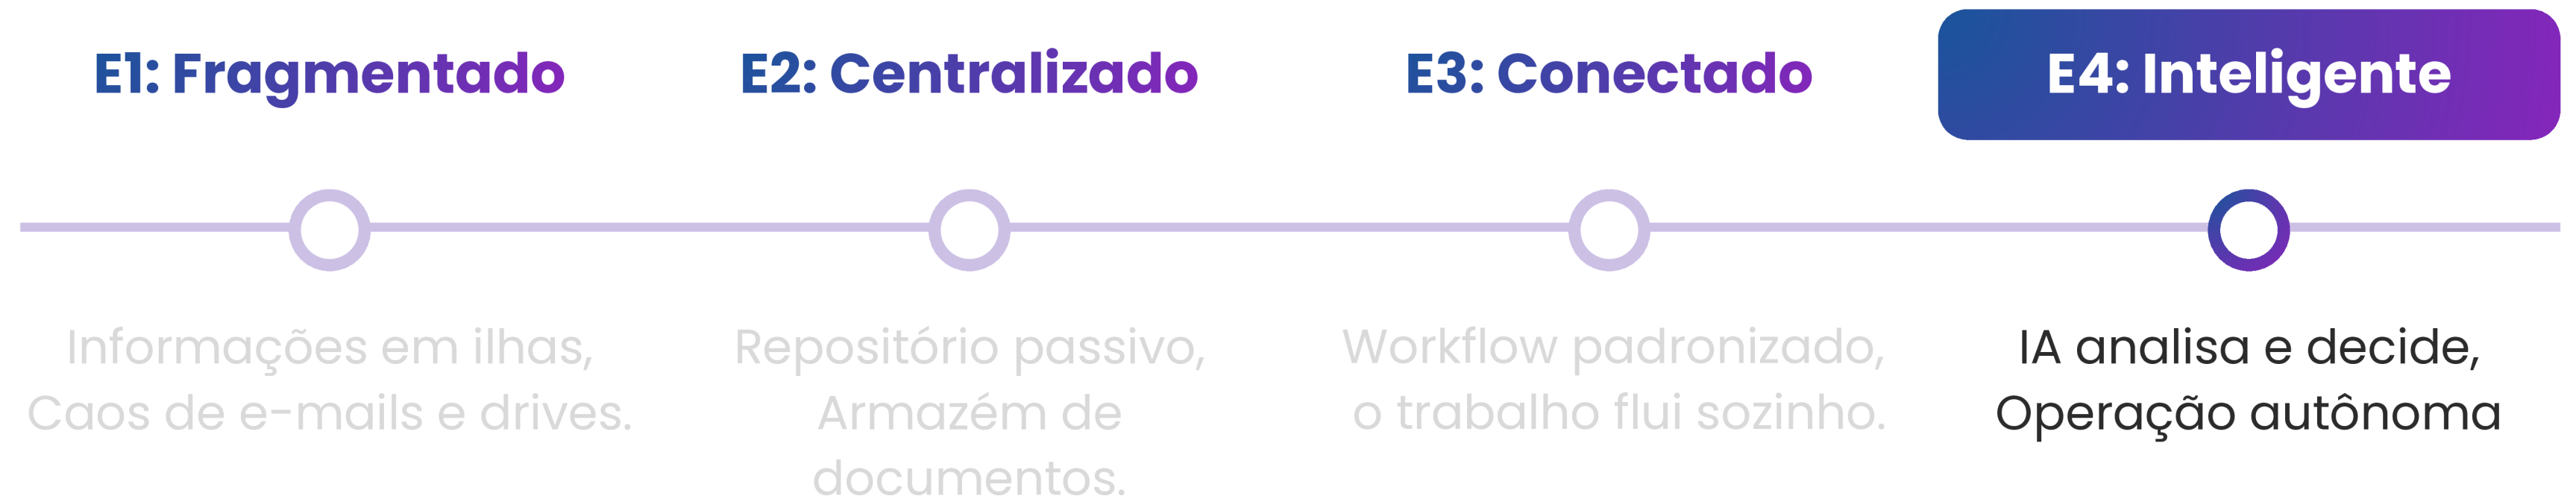 E1: Fragmentado
E2: Centralizado
E3: Conectado
E4: Inteligente
Informações em ilhas,
Caos de e-mails e drives.
Repositório passivo,
Armazém de
documentos.
Workflow padronizado,
o trabalho flui sozinho.
IA analisa e decide,
Operação autônoma